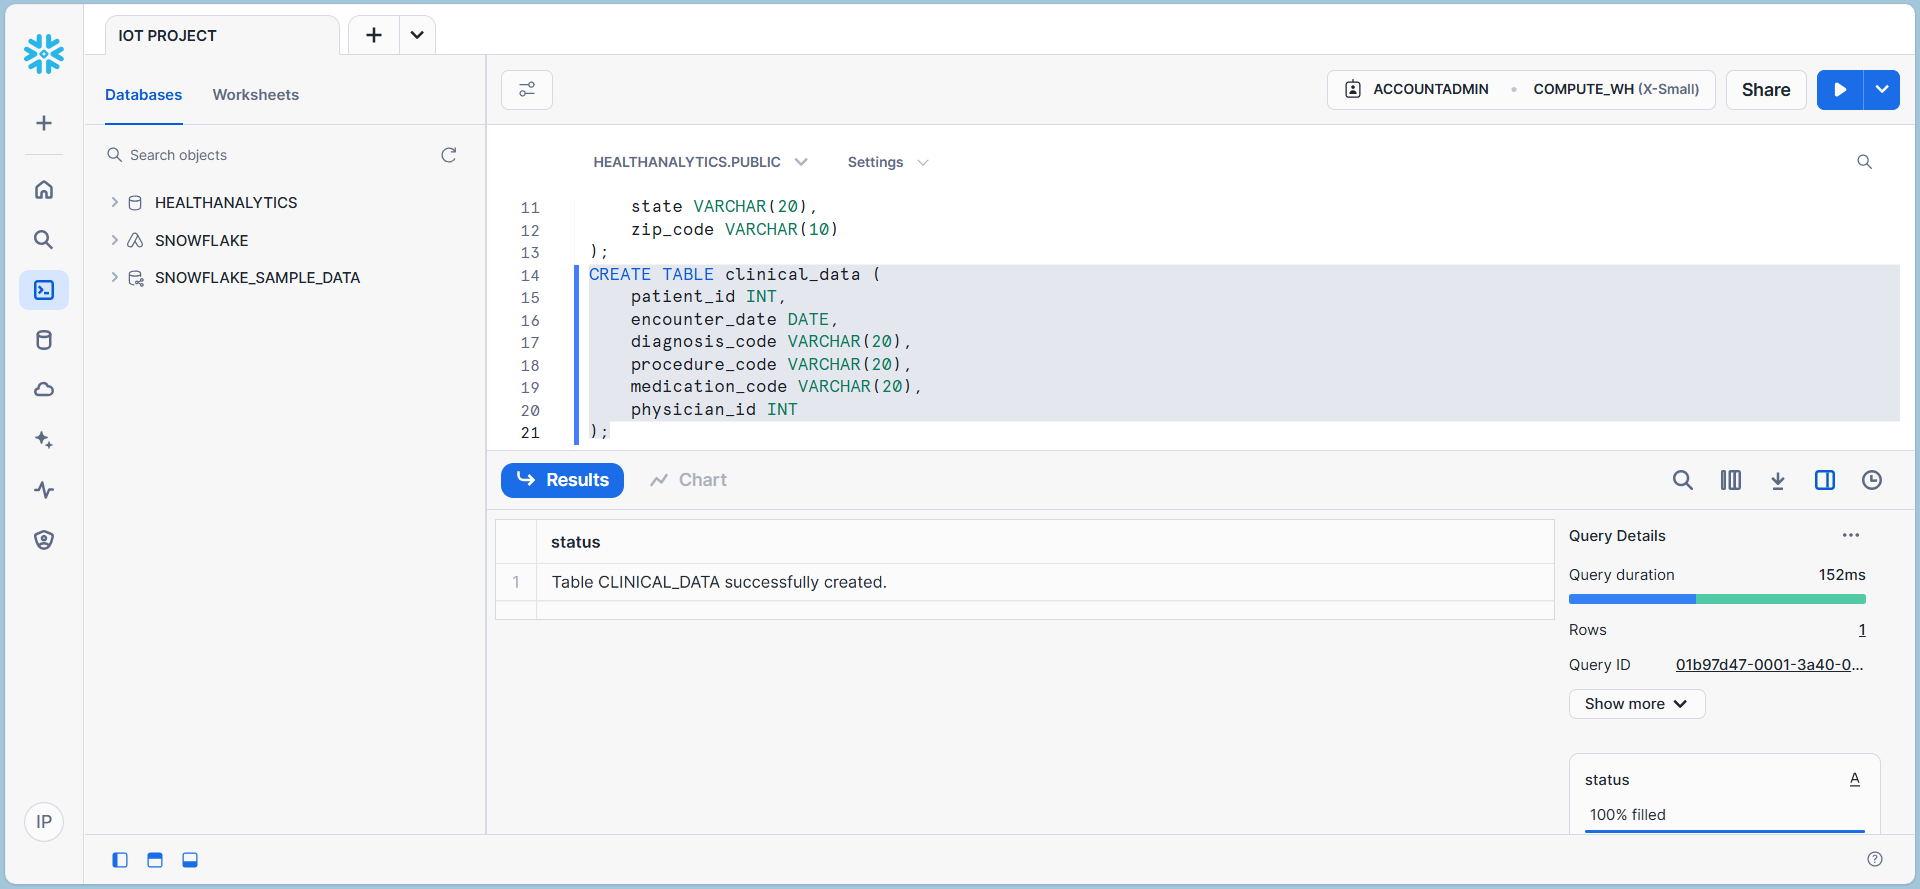 IOT PROJECT
Databases
Worksheets
ACCOUNTADMIN • COMPUTE_WH (X-Small)
Share
Search objects
HEALTHANALYTICS
SNOWFLAKE
SNOWFLAKE_SAMPLE_DATA
HEALTHANALYTICS.PUBLIC
Settings
11 state VARCHAR(20),
12 zip_code VARCHAR(10)
13 );
14 CREATE TABLE clinical_data (
15 patient_id INT,
16 encounter_date DATE,
17 diagnosis_code VARCHAR(20),
18 procedure_code VARCHAR(20),
19 medication_code VARCHAR(20),
20 physician_id INT
21 );
Results
Chart
status
1 Table CLINICAL_DATA successfully created.
Query Details
Query duration 152ms
Rows 1
Query ID 01b97d47-0001-3a40-0...
Show more
status A
100% filled
IP